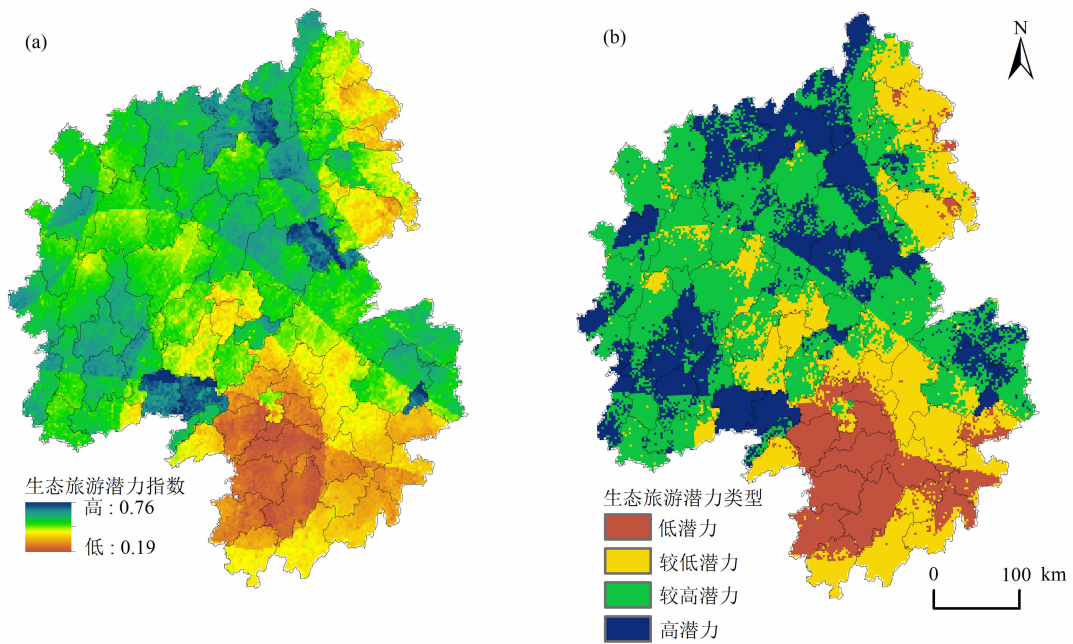 (a)
生态旅游潜力指数
高 : 0.76
低 : 0.19
(b)
N
生态旅游潜力类型
低潜力
较低潜力
较高潜力
高潜力
0 100 km